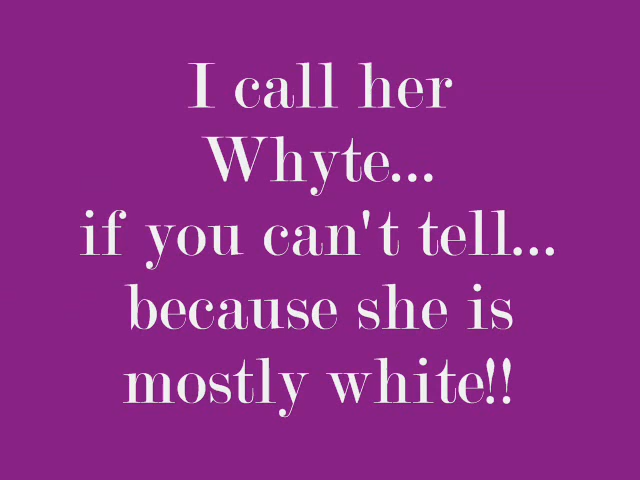 I call her
Whyte...
if you can't tell...
because she is
mostly white!!